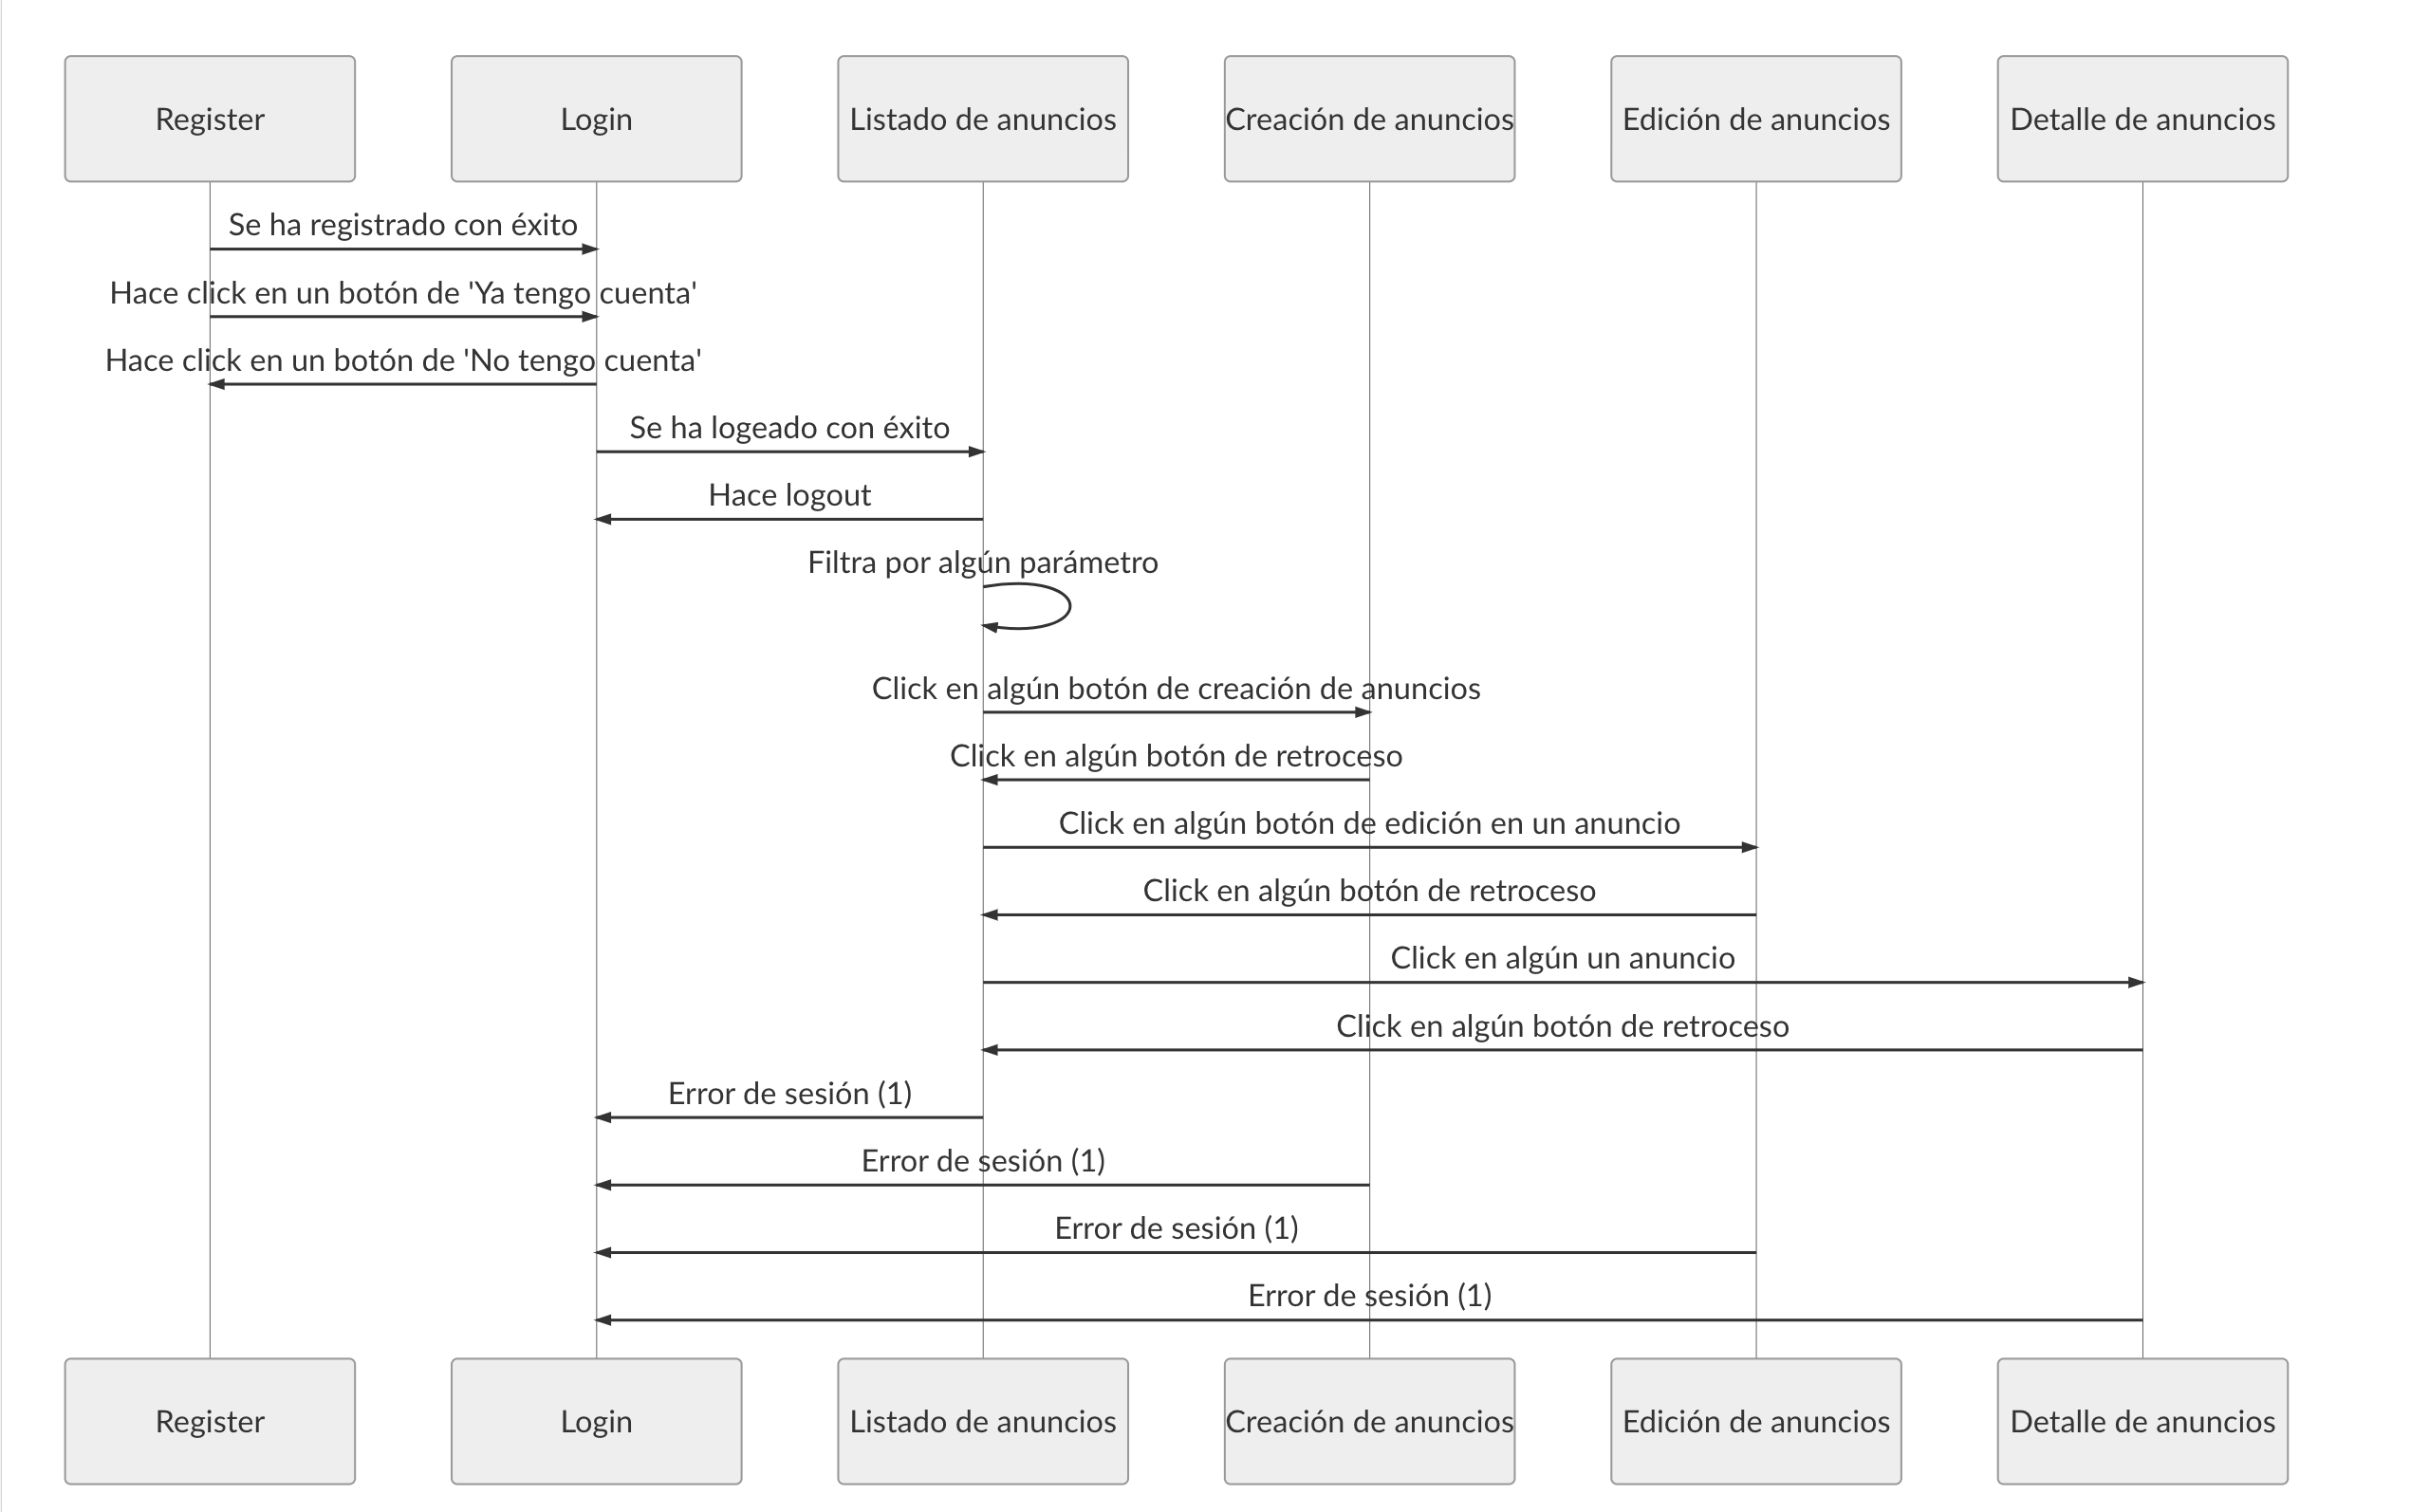 Register
Login
Listado de anuncios
Creación de anuncios
Edición de anuncios
Detalle de anuncios
Se ha registrado con éxito
Hace click en un botón de 'Ya tengo cuenta'
Hace click en un botón de 'No tengo cuenta'
Se ha logeado con éxito
Hace logout
Filtra por algún parámetro
Click en algún botón de creación de anuncios
Click en algún botón de retroceso
Click en algún botón de edición en un anuncio
Click en algún botón de retroceso
Click en algún un anuncio
Click en algún botón de retroceso
Error de sesión (1)
Error de sesión (1)
Error de sesión (1)
Error de sesión (1)
Register
Login
Listado de anuncios
Creación de anuncios
Edición de anuncios
Detalle de anuncios